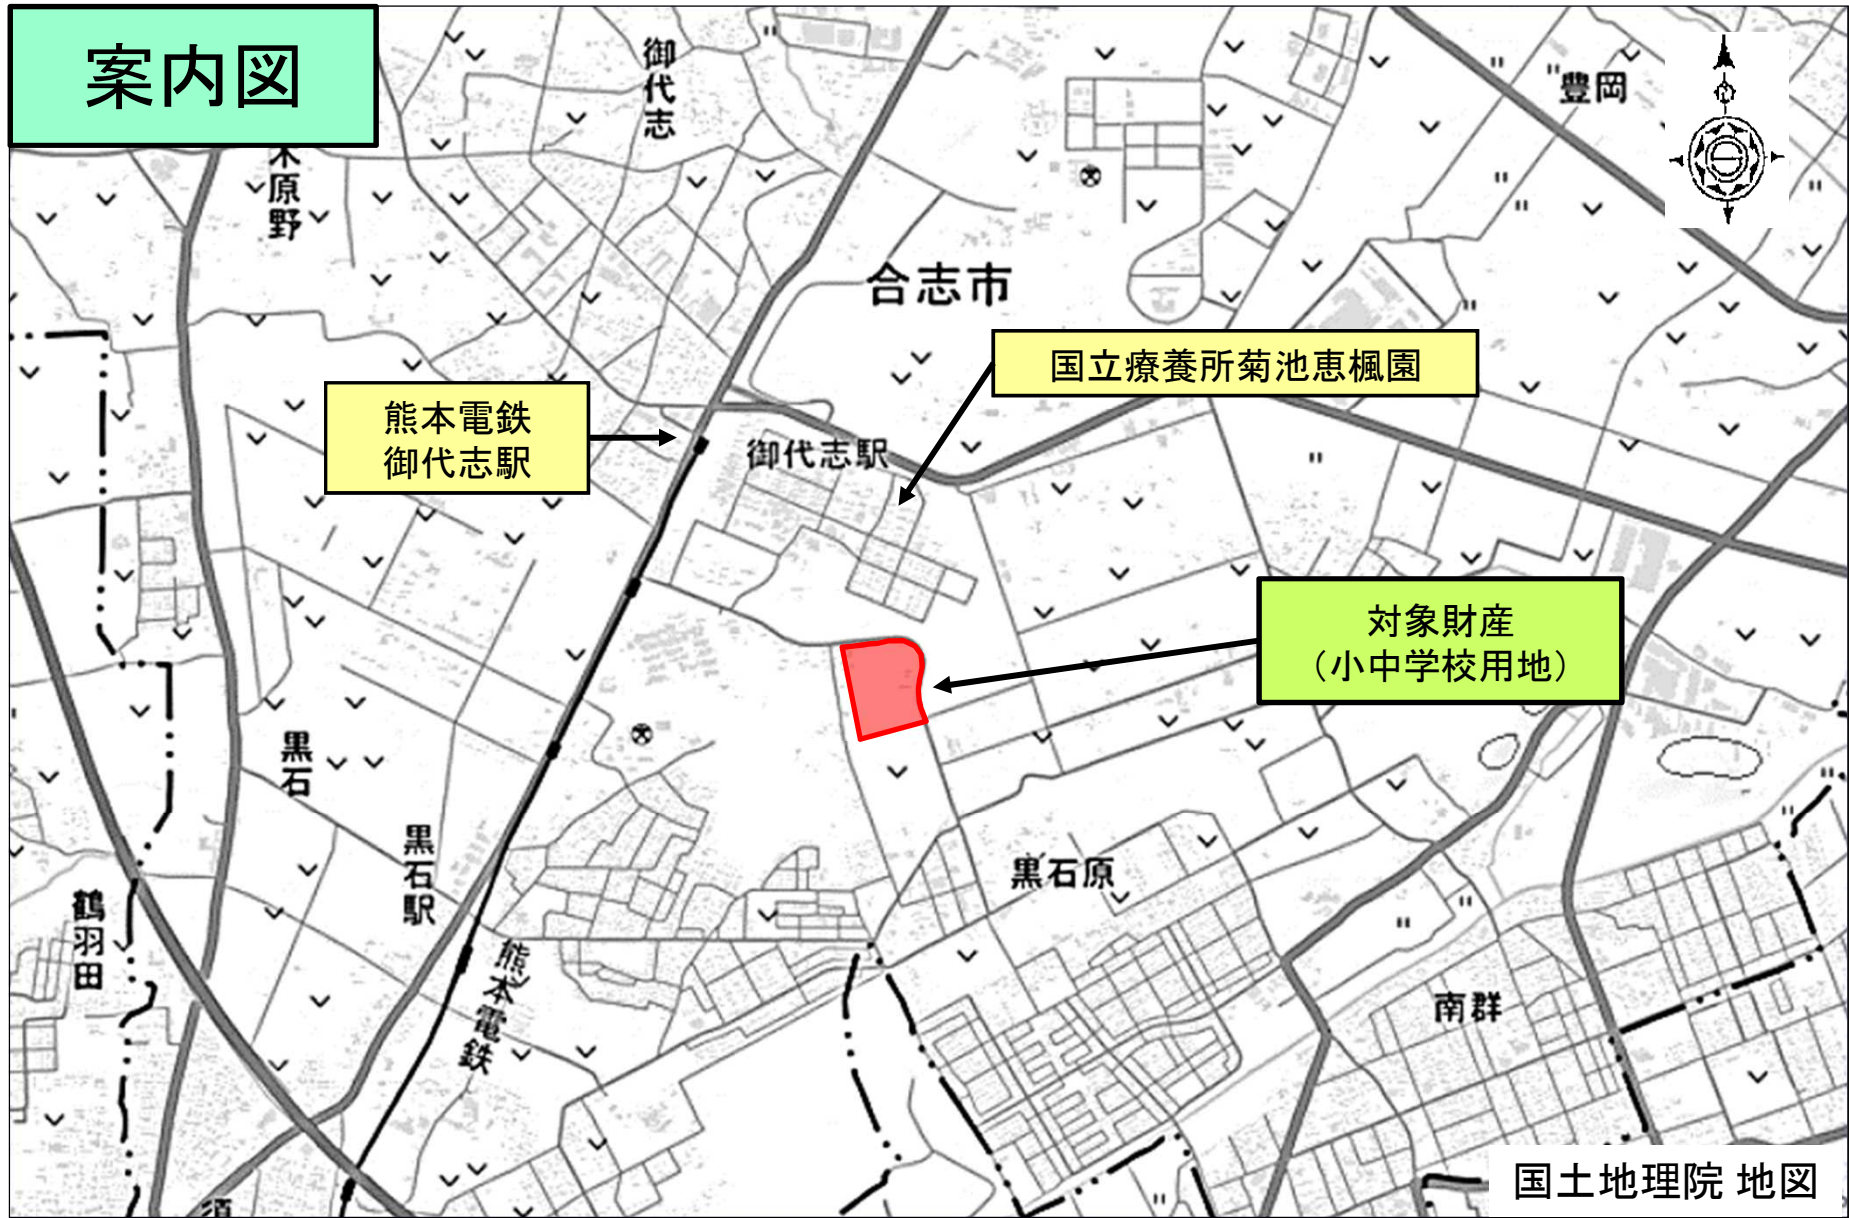 案内図
御代志
豊岡
木原野
合志市
国立療養所菊池恵楓園
熊本電鉄
御代志駅
御代志駅
対象財産
（小中学校用地）
黒石
黒石駅
黒石原
鶴羽田
熊本電鉄
南群
須
国土地理院 地図